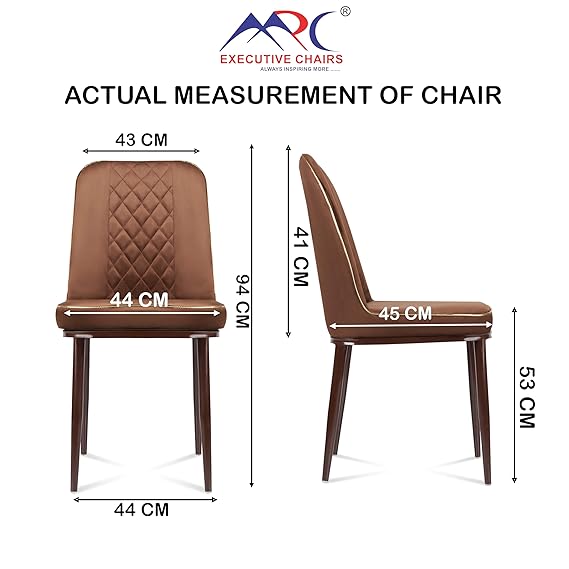 MRC®
EXECUTIVE CHAIRS
ALWAYS INSPIRING MORE......
ACTUAL MEASUREMENT OF CHAIR
43 CM
94 CM
44 CM
44 CM
41 CM
45 CM
53 CM